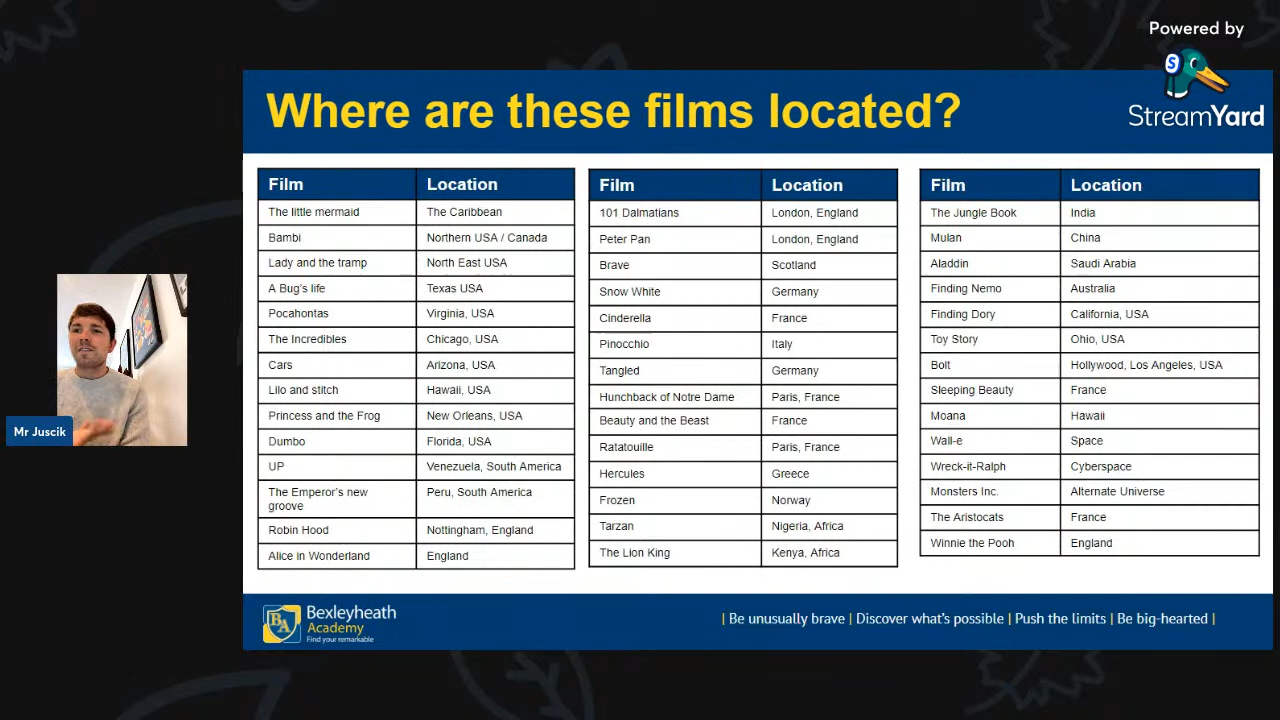 Powered by
StreamYard
Where are these films located?
Film Location
The little mermaid The Caribbean
Bambi Northern USA / Canada
Lady and the tramp North East USA
A Bug's life Texas USA
Pocahontas Virginia, USA
The Incredibles Chicago, USA
Cars Arizona, USA
Lilo and stitch Hawaii, USA
Princess and the Frog New Orleans, USA
Dumbo Florida, USA
UP Venezuela, South America
The Emperor's new Peru, South America
groove
Robin Hood Nottingham, England
Alice in Wonderland England
Film Location
101 Dalmatians London, England
Peter Pan London, England
Brave Scotland
Snow White Germany
Cinderella France
Pinocchio Italy
Tangled Germany
Hunchback of Notre Dame Paris, France
Beauty and the Beast France
Ratatouille Paris, France
Hercules Greece
Frozen Norway
Tarzan Nigeria, Africa
The Lion King Kenya, Africa
Film Location
The Jungle Book India
Mulan China
Aladdin Saudi Arabia
Finding Nemo Australia
Finding Dory California, USA
Toy Story Ohio, USA
Bolt Hollywood, Los Angeles, USA
Sleeping Beauty France
Moana Hawaii
Wall-e Space
Wreck-it-Ralph Cyberspace
Monsters Inc. Alternate Universe
The Aristocats France
Winnie the Pooh England
Mr Juscik
BA
Bexleyheath
Academy
Find your remarkable
| Be unusually brave | Discover what's possible | Push the limits | Be big-hearted |